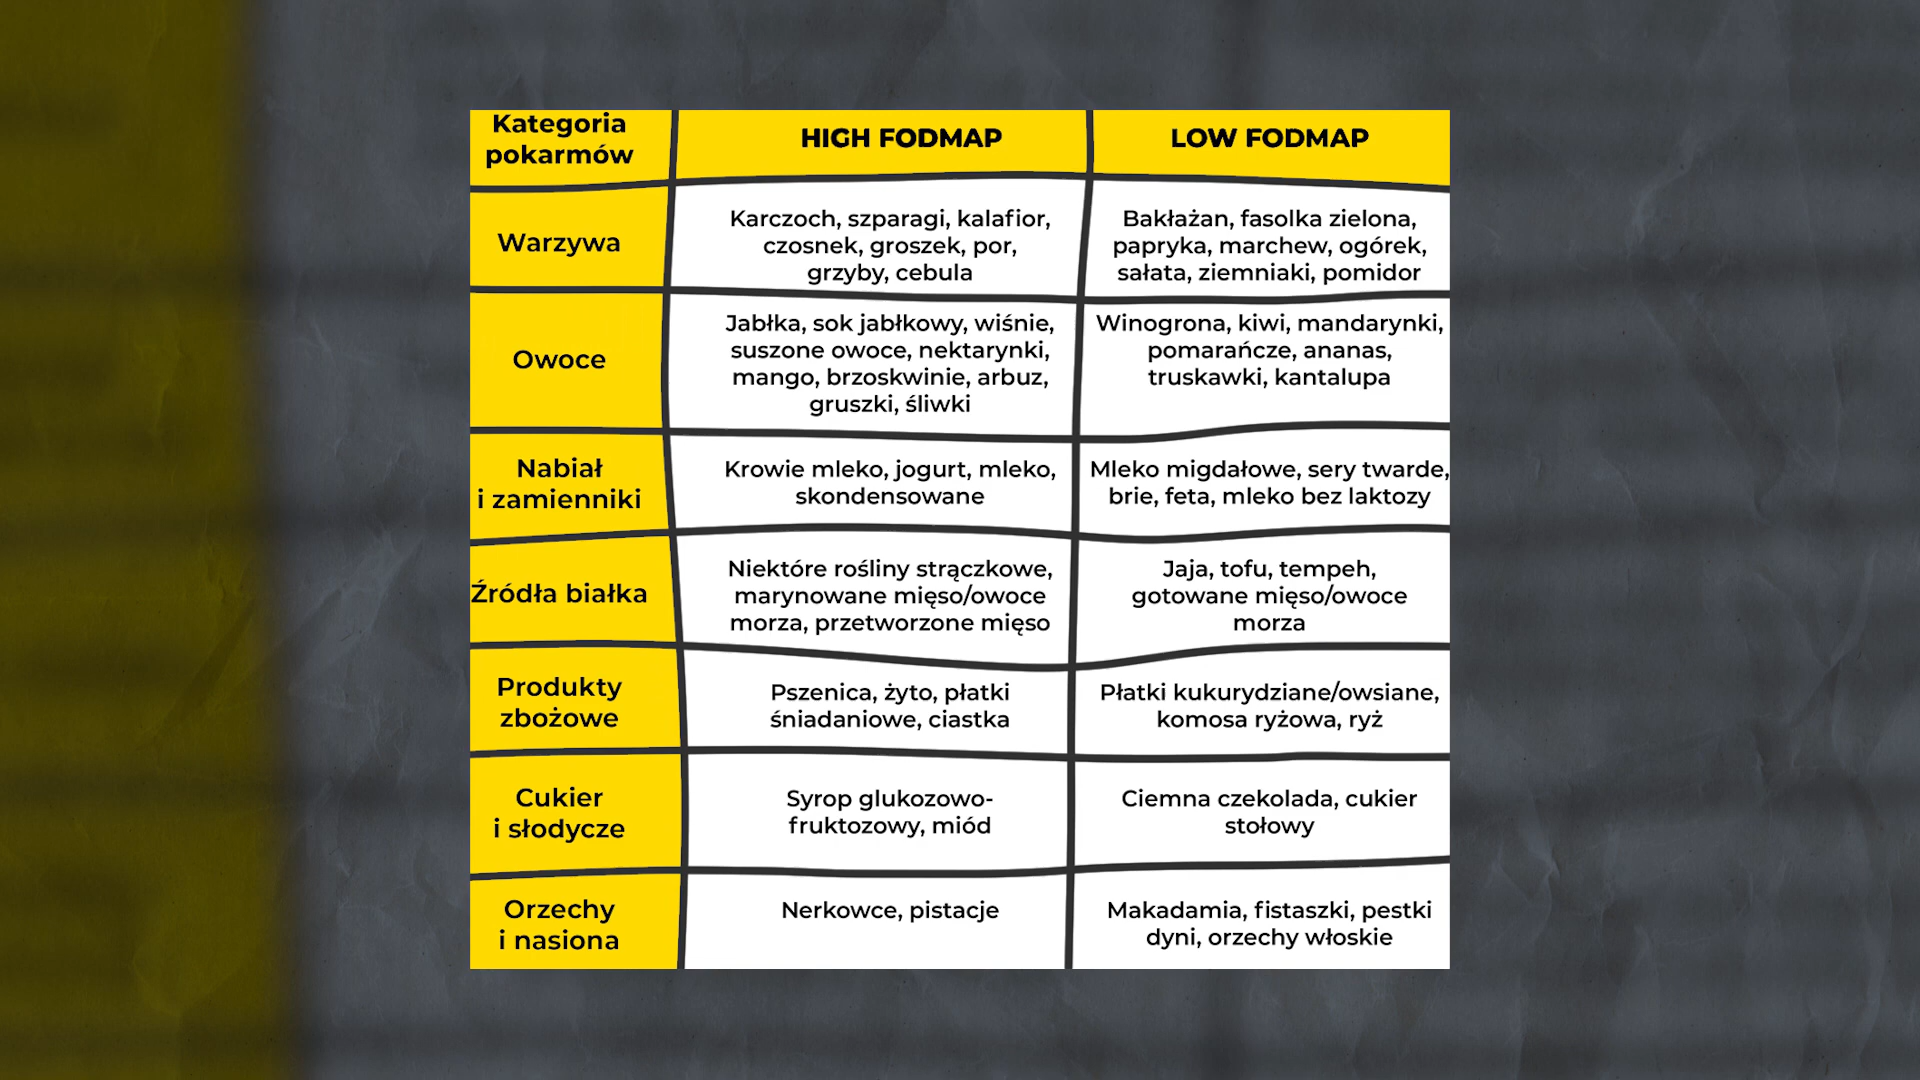 Kategoria
pokarmów
HIGH FODMAP
LOW FODMAP
Warzywa
Karczoch, szparagi, kalafior,
czosnek, groszek, por,
grzyby, cebula
Bakłażan, fasolka zielona,
papryka, marchew, ogórek,
sałata, ziemniaki, pomidor
Owoce
Jabłka, sok jabłkowy, wiśnie,
suszone owoce, nektarynki,
mango, brzoskwinie, arbuz,
gruszki, śliwki
Winogrona, kiwi, mandarynki,
pomarańcze, ananas,
truskawki, kantalupa
Nabiał
i zamienniki
Krowie mleko, jogurt, mleko,
skondensowane
Mleko migdałowe, sery twarde,
brie, feta, mleko bez laktozy
Źródła białka
Niektóre rośliny strączkowe,
marynowane mięso/owoce
morza, przetworzone mięso
Jaja, tofu, tempeh,
gotowane mięso/owoce
morza
Produkty
zbożowe
Pszenica, żyto, płatki
śniadaniowe, ciastka
Płatki kukurydziane/owsiane,
komosa ryżowa, ryż
Cukier
i słodycze
Syrop glukozowo-
fruktozowy, miód
Ciemna czekolada, cukier
stołowy
Orzechy
i nasiona
Nerkowce, pistacje
Makadamia, fistaszki, pestki
dyni, orzechy włoskie